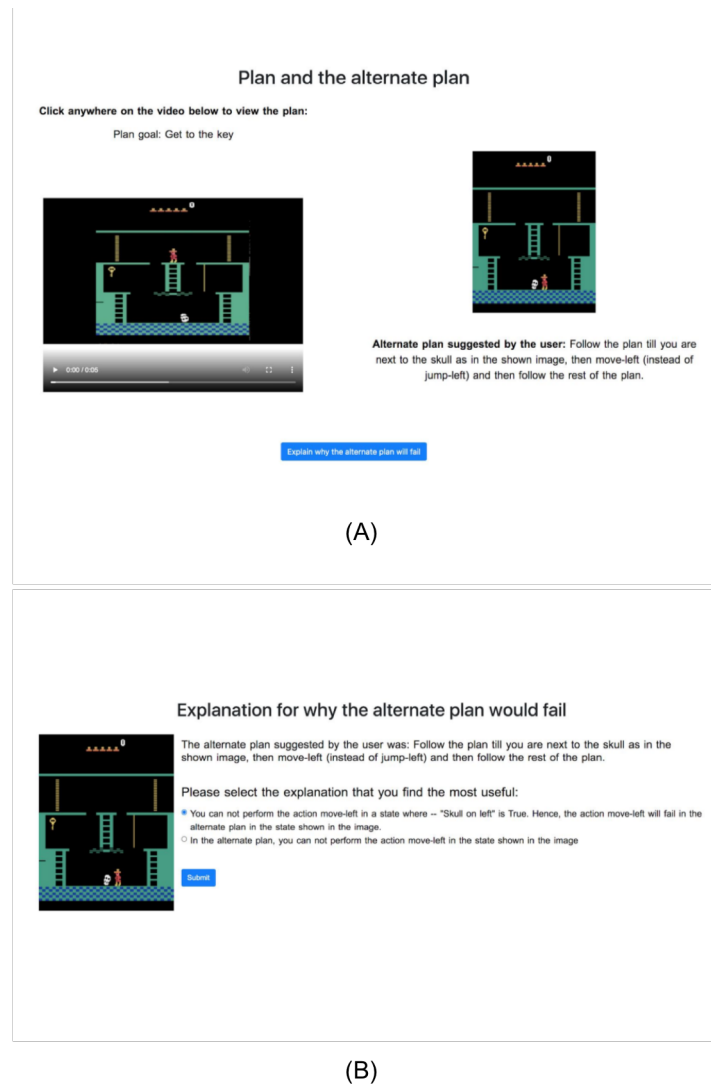 Plan and the alternate plan
Click anywhere on the video below to view the plan:
Plan goal: Get to the key
0
0:00 / 0:05
0
Alternate plan suggested by the user: Follow the plan till you are
next to the skull as in the shown image, then move-left (instead of
jump-left) and then follow the rest of the plan.
Explain why the alternate plan will fail
(A)
Explanation for why the alternate plan would fail
0
The alternate plan suggested by the user was: Follow the plan till you are next to the skull as in the
shown image, then move-left (instead of jump-left) and then follow the rest of the plan.
Please select the explanation that you find the most useful:
You can not perform the action move-left in a state where -- "Skull on left" is True. Hence, the action move-left will fail in the
alternate plan in the state shown in the image.
In the alternate plan, you can not perform the action move-left in the state shown in the image
Submit
(B)